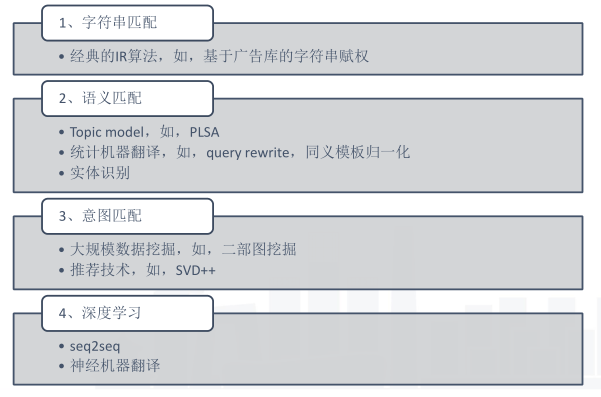 1、字符串匹配
• 经典的IR算法，如，基于广告库的字符串赋权
2、语义匹配
• Topic model，如，PLSA
• 统计机器翻译，如，query rewrite，同义模板归一化
• 实体识别
3、意图匹配
• 大规模数据挖掘，如，二部图挖掘
• 推荐技术，如，SVD++
4、深度学习
• seq2seq
• 神经机器翻译